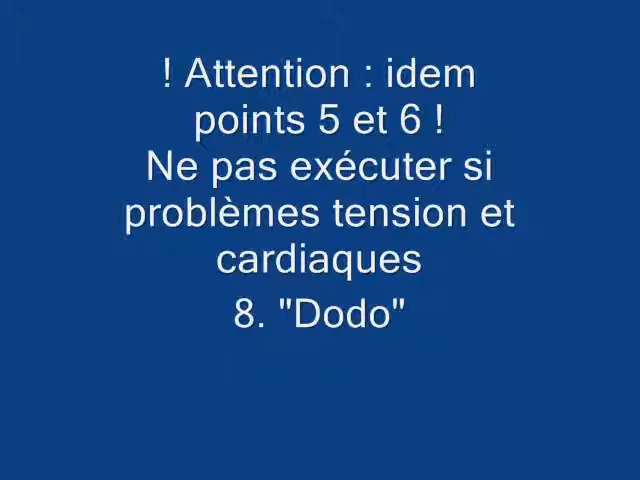 ! Attention : idem
points 5 et 6 !
Ne pas exécuter si
problèmes tension et
cardiaques
8. "Dodo"